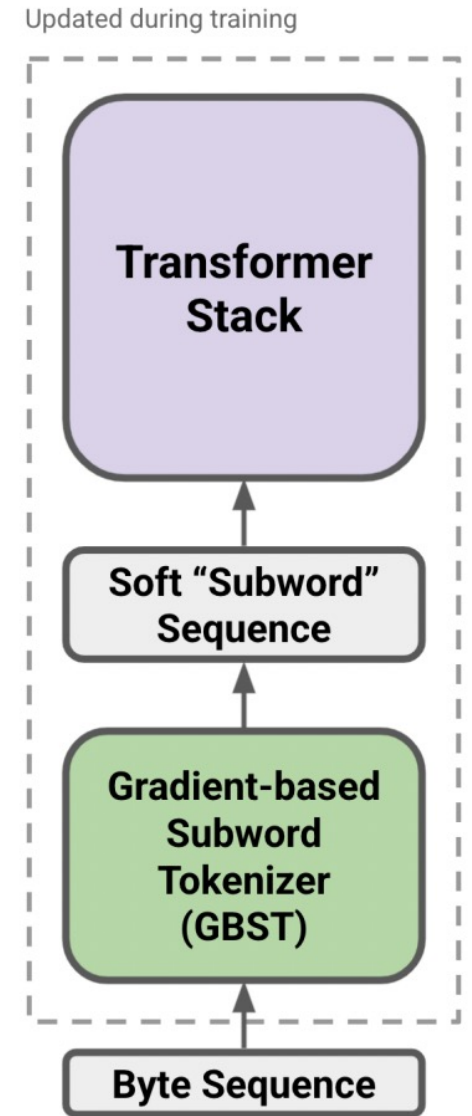 Updated during training
Transformer
Stack
Soft “Subword”
Sequence
Gradient-based
Subword
Tokenizer
(GBST)
Byte Sequence